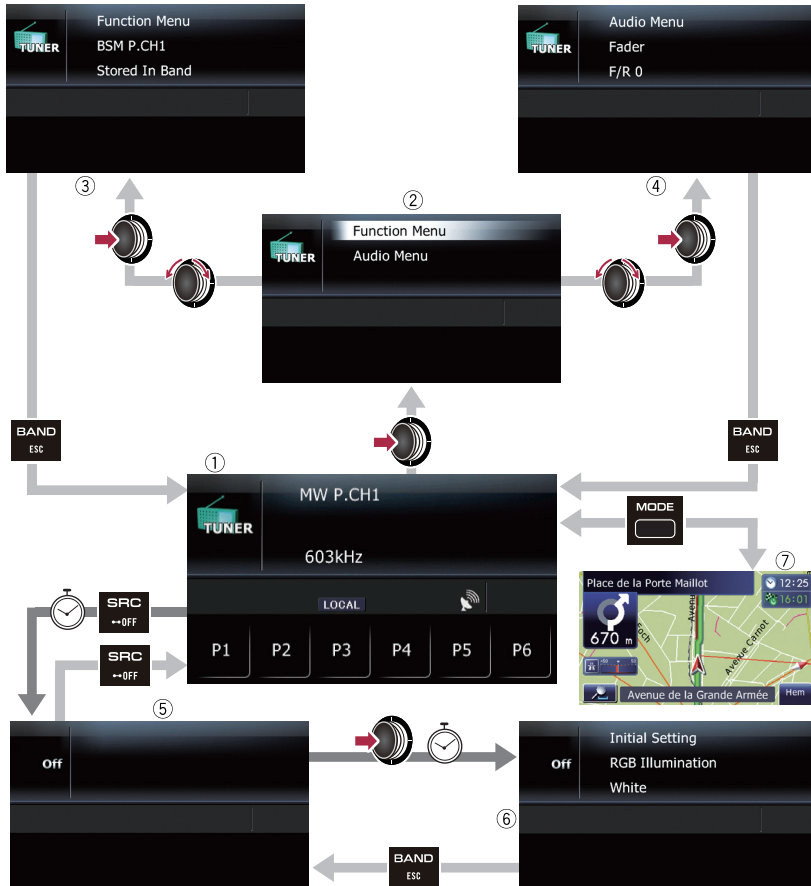 Function Menu
TUNER
BSM P.CH1
Stored In Band
Audio Menu
TUNER
Fader
F/R 0
③
④
②
Function Menu
TUNER
Audio Menu
BAND
ESC
BAND
ESC
①
MW P.CH1
TUNER
603kHz
MODE
⑦
Place de la Porte Maillot
12:25
16:01
670 m
Avenu
Foch
Avenue Carnot
Avenue de la Grande Armée
Hem
SRC
OFF
LOCAL
SRC
OFF
P1 P2 P3 P4 P5 P6
⑤
Off
Initial Setting
Off
RGB Illumination
White
⑥
BAND
ESC